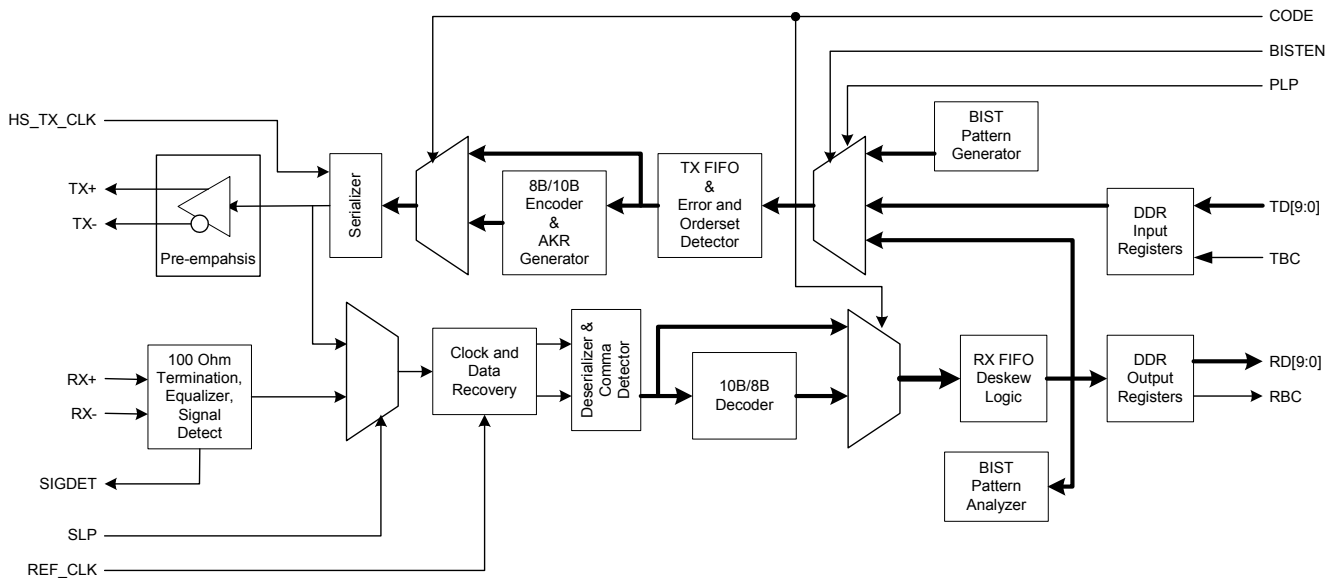 CODE
BISTEN
PLP
HS_TX_CLK
BIST
Pattern
Generator
TX+
TX-
Pre-empahsis
Serializer
8B/10B
Encoder
&
AKR
Generator
TX FIFO
&
Error and
Orderset
Detector
DDR
Input
Registers
TD[9:0]
TBC
RX+
RX-
100 Ohm
Termination,
Equalizer,
Signal
Detect
Clock and
Data
Recovery
Deserializer &
Comma
Detector
10B/8B
Decoder
RX FIFO
Deskew
Logic
DDR
Output
Registers
RD[9:0]
RBC
SIGDET
BIST
Pattern
Analyzer
SLP
REF_CLK